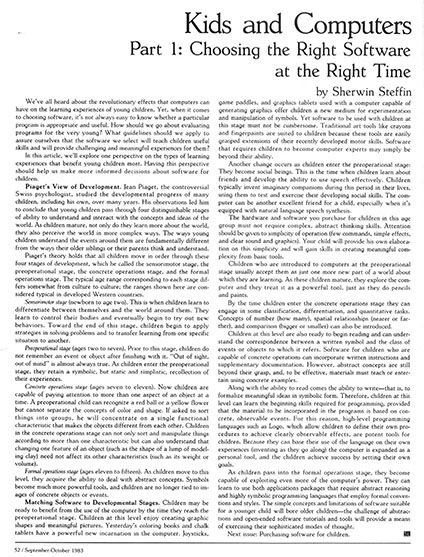 Kids and Computers
Part 1: Choosing the Right Software
at the Right Time
by Sherwin Steffin
We've all heard about the revolutionary effects that computers can
have on the learning experiences of young children. Yet, when it comes
to choosing software, it's not always easy to know whether a particular
program is appropriate and useful. How should we go about evaluating
programs for the very young? What guidelines should we apply to
assure ourselves that the software we select will teach children useful
skills and will provide challenging and meaningful experiences for them?
In this article, we'll explore one perspective on the types of learning
experiences that benefit young children most. Having this perspective
should help us make more informed decisions about software for
children.
Piaget's View of Development. Jean Piaget, the controversial
Swiss psychologist, studied the developmental progress of many
children, including his own, over many years. His observations led him
to conclude that young children pass through four distinguishable stages
of ability to understand and interact with the concepts and ideas of the
world. As children mature, not only do they learn more about the world,
they also perceive the world in more complex ways. The ways young
children understand the events around them are fundamentally different
from the ways their older siblings or their parents think and understand.
Piaget's theory holds that all children move in order through these
four stages of development, which he called the sensorimotor stage, the
preoperational stage, the concrete operations stage, and the formal
operations stage. The typical age range corresponding to each stage dif-
fers somewhat from culture to culture; the ranges shown here are con-
sidered typical in developed Western countries.
Sensorimotor stage (newborn to age two). This is when children learn to
differentiate between themselves and the world around them. They
learn to control their bodies and eventually begin to try out new
behaviors. Toward the end of this stage, children begin to apply
strategies in solving problems and to transfer learning from one specific
situation to another.
Preoperational stage (ages two to seven). Prior to this stage, children do
not remember an event or object after finishing with it. "Out of sight,
out of mind" is almost always true. As children enter the preoperational
stage, they retain a symbolic, but static and simplistic, recollection of
their experiences.
Concrete operations stage (ages seven to eleven). Now children are
capable of paying attention to more than one aspect of an object at a
time. A preoperational child can recognize a red ball or a yellow flower
but cannot separate the concepts of color and shape. If asked to sort
things into groups, he will concentrate on a single functional
characteristic that makes the objects different from each other. Children
in the concrete operations stage can not only sort and manipulate things
according to more than one characteristic but can also understand that
changing one feature of an object (such as the shape of a lump of model-
ing clay) need not affect its other characteristics (such as its weight or
volume).
Formal operations stage (ages eleven to fifteen). As children move to this
level, they acquire the ability to deal with abstract concepts. Symbols
become much more powerful tools, and children are no longer tied to im-
ages of concrete objects or events.
Matching Software to Developmental Stages. Children may be
ready to benefit from the use of the computer by the time they reach the
preoperational stage. Children at this level enjoy creating graphic
shapes and meaningful pictures. Yesterday's coloring books and chalk
tablets have a powerful new incarnation in the computer. Joysticks,
game paddles, and graphics tablets used with a computer capable of
generating graphics offer children a new medium for experimentation
and manipulation of symbols. Yet software to be used with children at
this stage must not be cumbersome. Traditional art tools like crayons
and fingerpaints are suited to children because these tools are easily
grasped extensions of their recently developed motor skills. Software
that requires children to become computer experts may simply be
beyond their ability.
Another change occurs as children enter the preoperational stage:
They become social beings. This is the time when children learn about
friends and develop the ability to use speech effectively. Children
typically invent imaginary companions during this period in their lives,
using them to test and exercise their developing social skills. The com-
puter can be another excellent friend for a child, especially when it's
equipped with natural language speech synthesis.
The hardware and software you purchase for children in this age
group must not require complex, abstract thinking skills. Attention
should be given to simplicity of operation (few commands, simple effects,
and clear sound and graphics). Your child will provide his own elabora-
tion on this simplicity and will gain skills in creating meaningful com-
plexity from basic tools.
Children who are introduced to computers at the preoperational
stage usually accept them as just one more new part of a world about
which they are learning. As these children mature, they explore the com-
puter and they treat it as a powerful tool, just as they do pencils
and paints.
By the time children enter the concrete operations stage they can
engage in some classification, differentiation, and quantitative tasks.
Concepts of number (how many), spatial relationships (nearer or far-
ther), and comparison (bigger or smaller) can also be introduced.
Children at this level are also ready to begin reading and can under-
stand the correspondence between a written symbol and the class of
events or objects to which it refers. Software for children who are
capable of concrete operations can incorporate written instructions and
supplementary documentation. However, abstract concepts are still
beyond their grasp, and, to be effective, materials must teach or enter-
tain using concrete examples.
Along with the ability to read comes the ability to write—that is, to
formulate meaningful ideas in symbolic form. Therefore, children at this
level can learn the beginning skills required for programming, provided
that the material to be incorporated in the programs is based on con-
crete, observable events. For this reason, high-level programming
languages such as Logo, which allow children to define their own pro-
cedures to achieve clearly observable effects, are potent tools for
children. Because they can base their use of the language on their own
experiences (inventing as they go along) the computer is expanded as a
personal tool, and the children achieve success by setting their own
goals.
As children pass into the formal operations stage, they become
capable of exploiting even more of the computer's power. They can
learn to use both applications packages that require abstract reasoning
and highly symbolic programming languages that employ formal conven-
tions and styles. The simple concepts and limitations of software suitable
for a younger child will bore older children—the challenge of abstrac-
tions and open-ended software tutorials and tools will provide a means
of exercising their sophisticated modes of thought.
Next issue: Purchasing software for children.
52 / September-October 1983